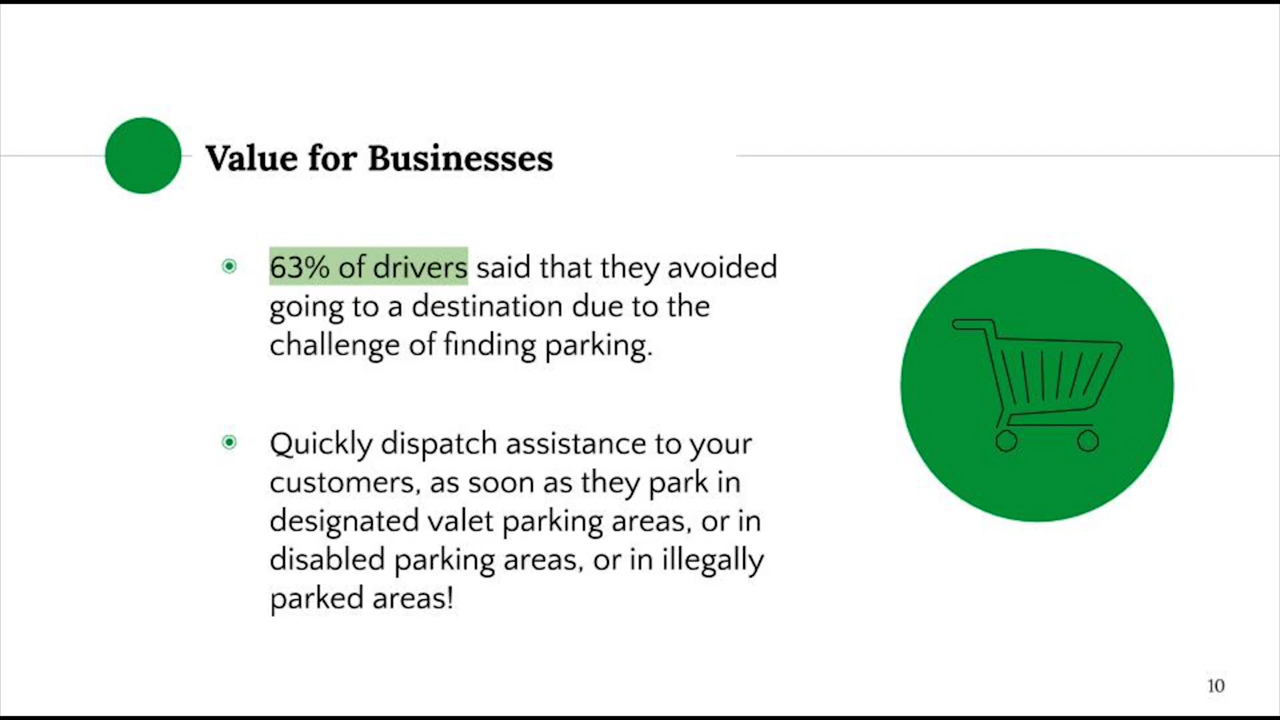 Value for Businesses
63% of drivers said that they avoided
going to a destination due to the
challenge of finding parking.
Quickly dispatch assistance to your
customers, as soon as they park in
designated valet parking areas, or in
disabled parking areas, or in illegally
parked areas!
10